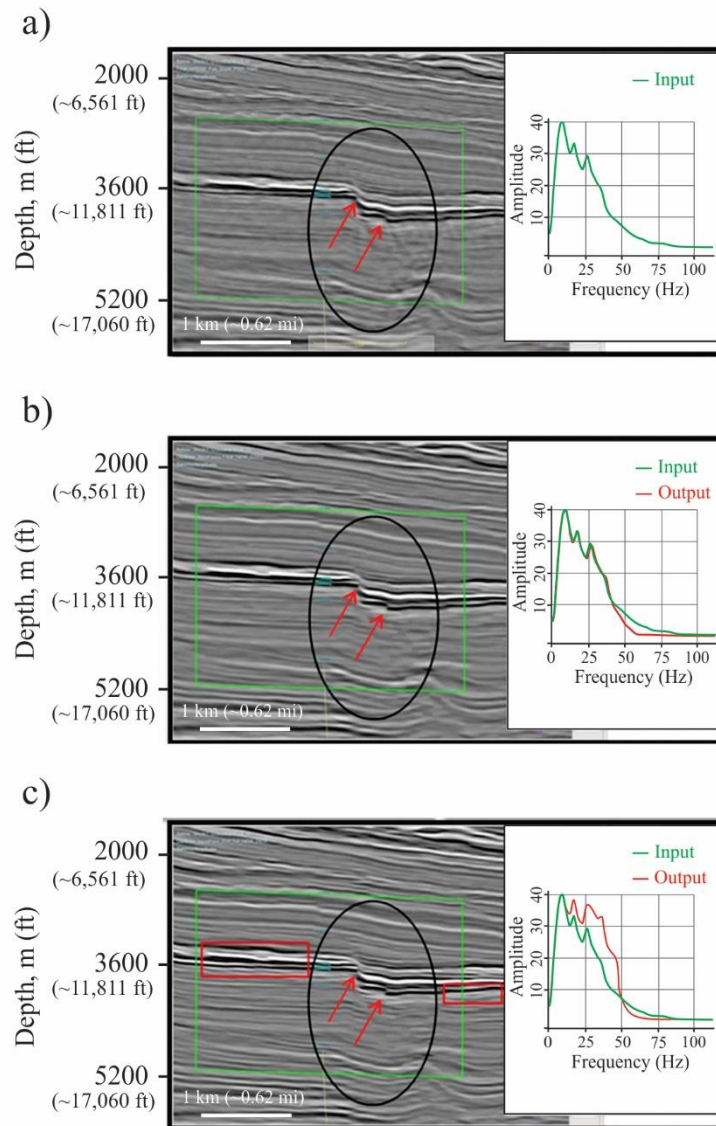 a)
2000
(~6,561 ft)
3600
(~11,811 ft)
5200
(~17,060 ft)
Depth, m (ft)
1 km (~0.62 mi)
Input
Amplitude
40
30
20
10
0 25 50 75 100
Frequency (Hz)
b)
2000
(~6,561 ft)
3600
(~11,811 ft)
5200
(~17,060 ft)
Depth, m (ft)
1 km (~0.62 mi)
Input
Output
Amplitude
40
30
20
10
0 25 50 75 100
Frequency (Hz)
c)
2000
(~6,561 ft)
3600
(~11,811 ft)
5200
(~17,060 ft)
Depth, m (ft)
1 km (~0.62 mi)
Input
Output
Amplitude
40
30
20
10
0 25 50 75 100
Frequency (Hz)